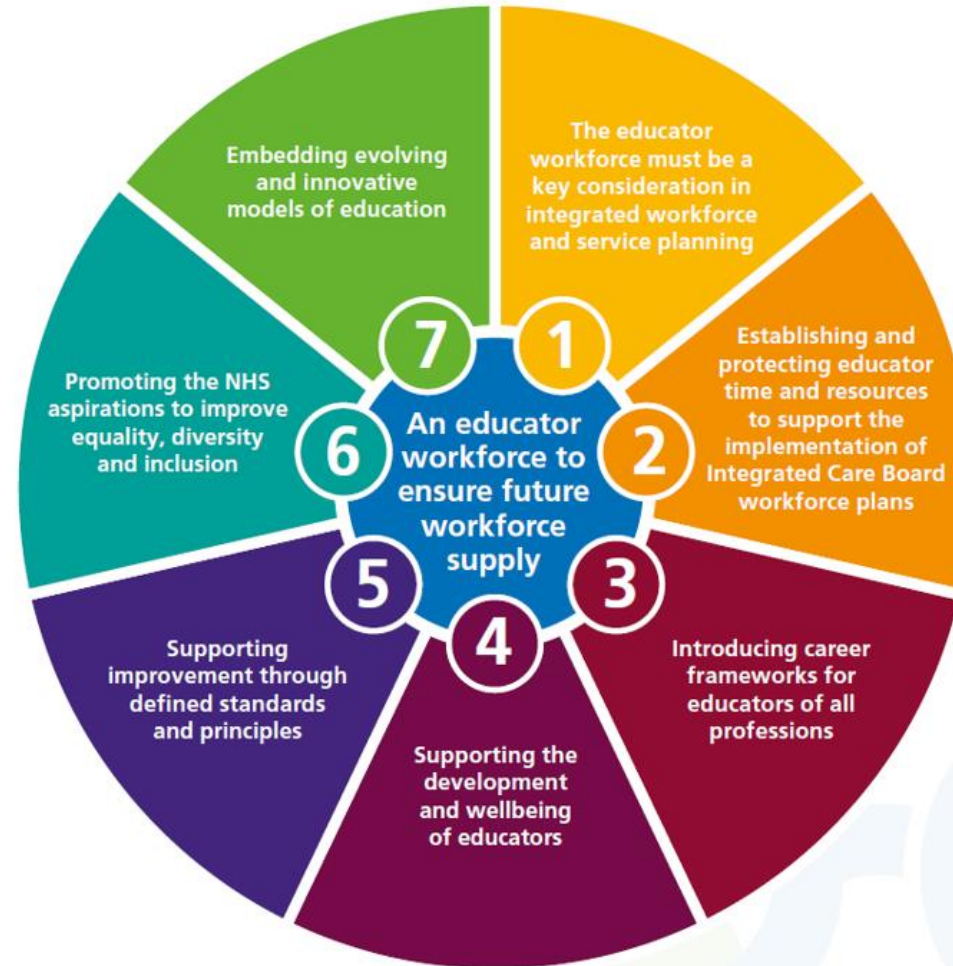 The educator
workforce must be a
key consideration in
integrated workforce
and service planning
1
Establishing and
protecting educator
time and resources
to support the
implementation of
Integrated Care Board
workforce plans
2
Introducing career
frameworks for
educators of all
professions
3
Supporting the
development
and wellbeing
of educators
4
Supporting
improvement through
defined standards
and principles
5
Promoting the NHS
aspirations to improve
equality, diversity
and inclusion
6
Embedding evolving
and innovative
models of education
7
An educator
workforce to
ensure future
workforce
supply